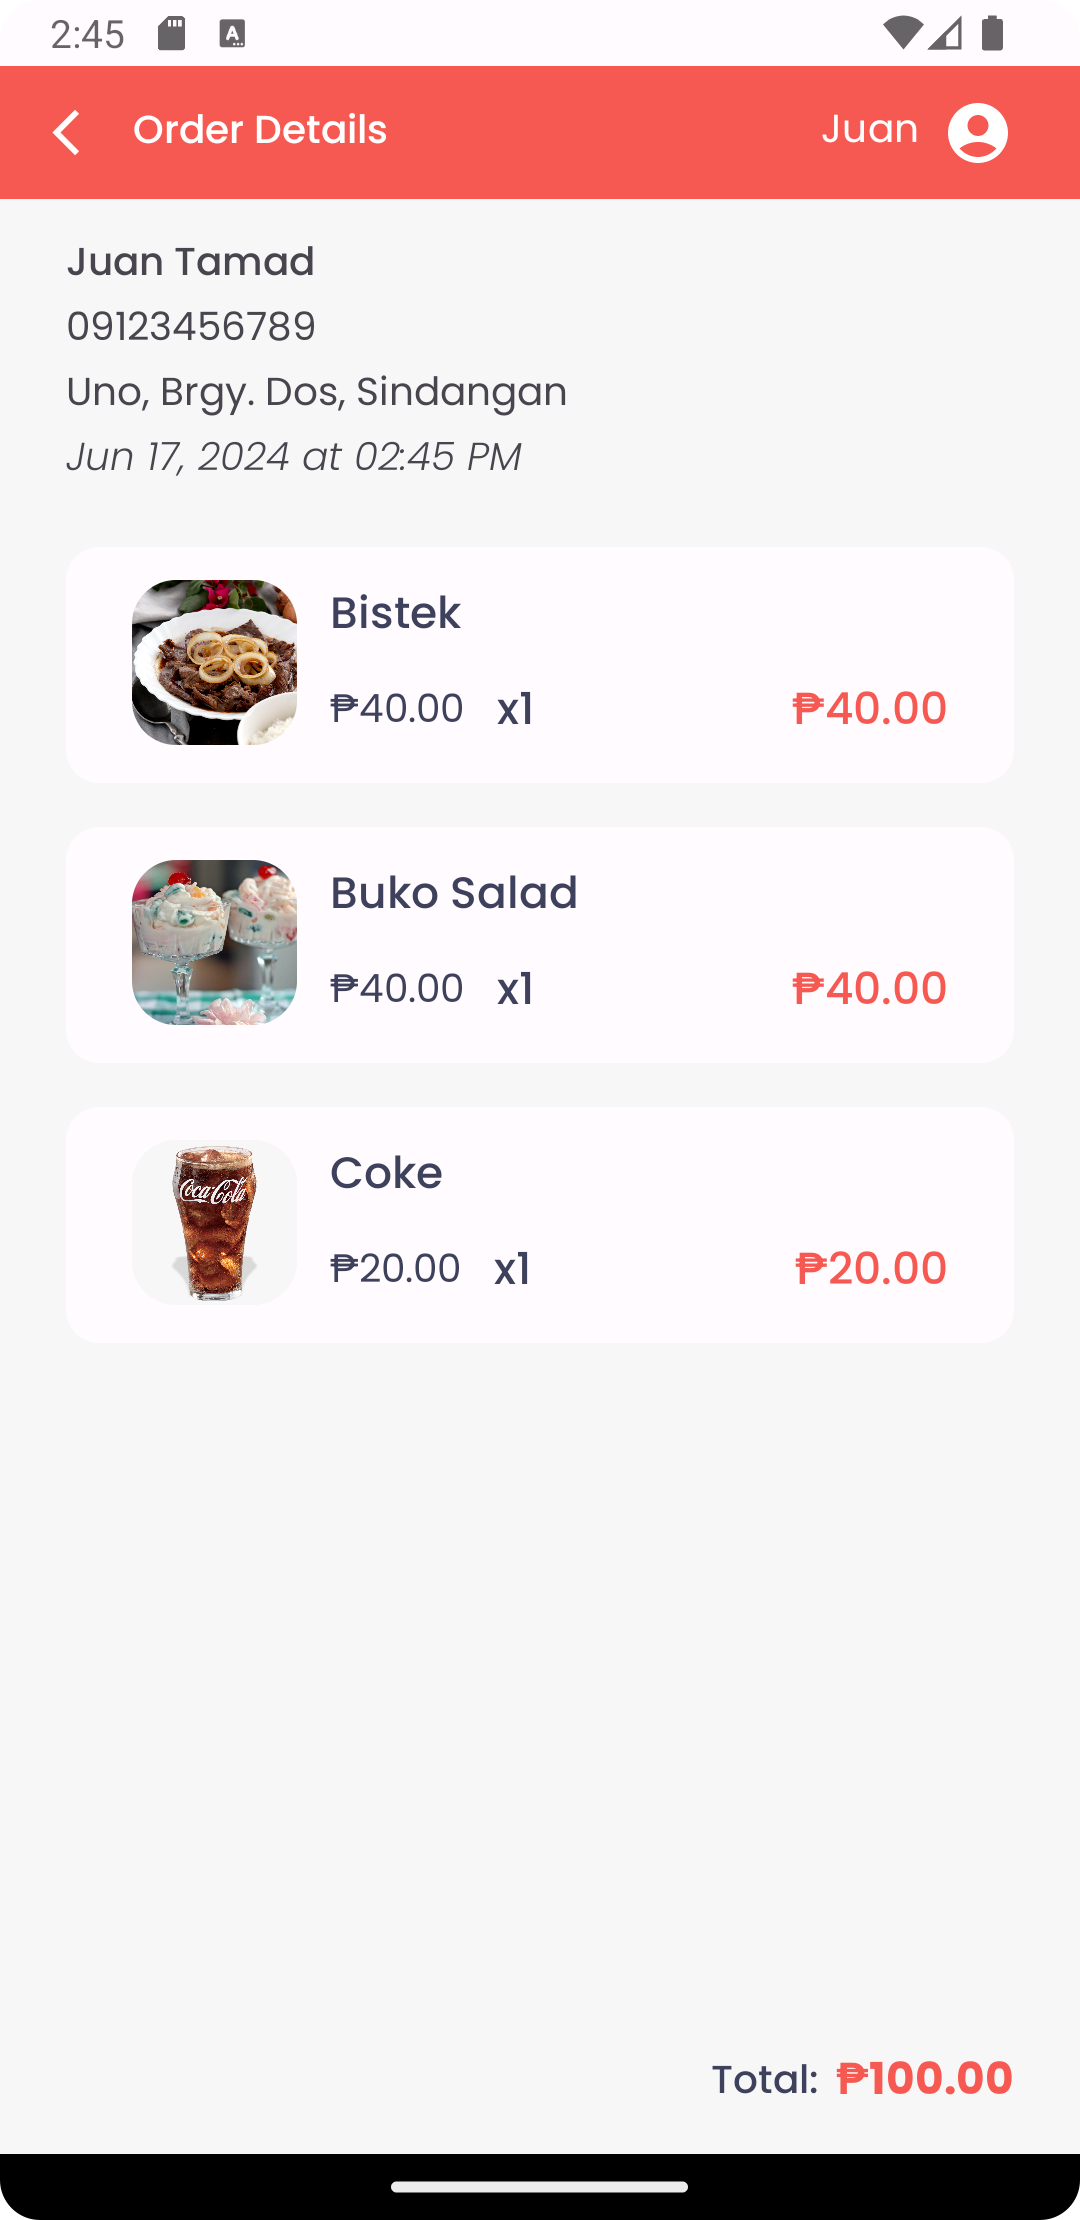 2:45
A
Order Details
Juan
Juan Tamad
09123456789
Uno, Brgy. Dos, Sindangan
Jun 17, 2024 at 02:45 PM
Bistek
₱40.00 x1 ₱40.00
Buko Salad
₱40.00 x1 ₱40.00
Coca-Cola
Coke
₱20.00 x1 ₱20.00
Total: ₱100.00